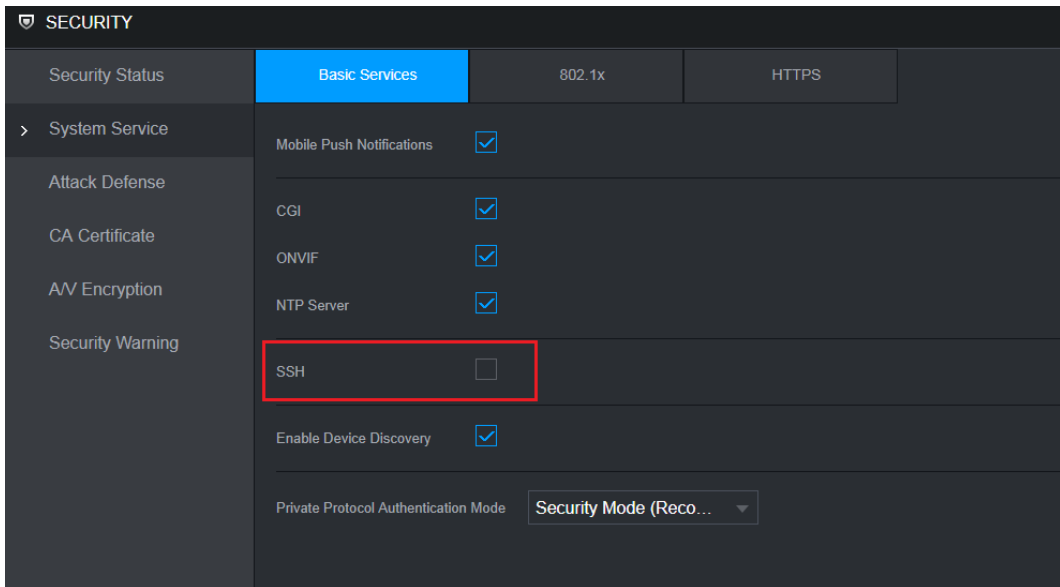 SECURITY
Security Status
System Service
Attack Defense
CA Certificate
A/V Encryption
Security Warning
Basic Services
802.1x
HTTPS
Mobile Push Notifications
CGI
ONVIF
NTP Server
SSH
Enable Device Discovery
Private Protocol Authentication Mode
Security Mode (Reco...